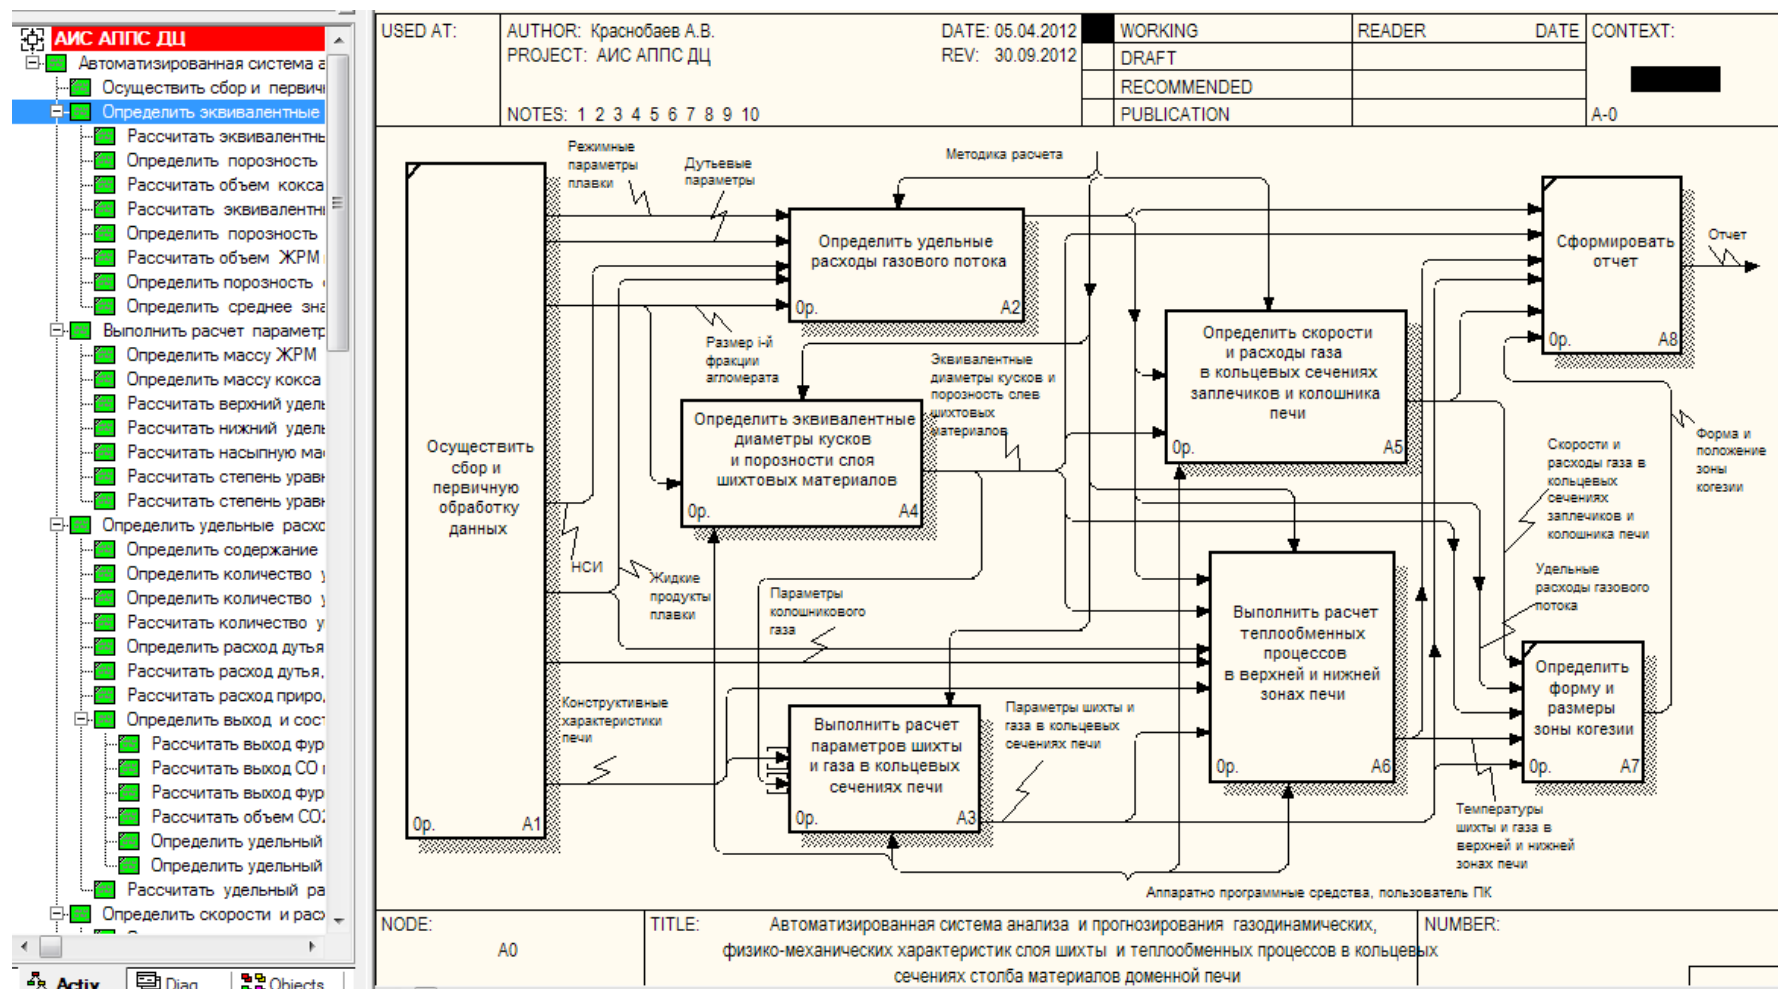 АИС АППС ДЦ
Автоматизированная система а
Осуществить сбор и первич
Определить эквивалентные
Рассчитать эквивалентнь
Определить порозность
Рассчитать объем кокса
Рассчитать эквивалентн
Определить порозность
Рассчитать объем ЖРМ
Определить порозность
Определить среднее зна
Выполнить расчет параметр
Определить массу ЖРМ
Определить массу кокса
Рассчитать верхний удель
Рассчитать нижний удель
Рассчитать насыпную ма
Рассчитать степень урав
Рассчитать степень урав
Определить удельные расхо
Определить содержание
Определить количество
Определить количество
Рассчитать количество у
Определить расход дутья
Рассчитать расход дутья,
Рассчитать расход приро
Определить выход и сост
Рассчитать выход фур
Рассчитать выход СО
Рассчитать выход фур
Рассчитать объем CO2
Определить удельный
Определить удельный
Рассчитать удельный ра
Определить скорости и расх
Activ
Diag
Objects
USED AT:
AUTHOR: Краснобаев А.В.
PROJECT: АИС АППС ДЦ
NOTES: 1 2 3 4 5 6 7 8 9 10
DATE: 05.04.2012
REV: 30.09.2012
WORKING
DRAFT
RECOMMENDED
PUBLICATION
READER
DATE
CONTEXT:
A-0
Режимные
параметры
плавки
Дутьевые
параметры
Методика расчета
Определить удельные
расходы газового потока
0р.
A2
Сформировать
отчет
0р.
A8
Отчет
Размер i-й
фракции
агломерата
Эквивалентные
диаметры кусков и
порозность слев
шихтовых
материалов
Определить скорости
и расходы газа
в кольцевых сечениях
заплечиков и колошника
печи
0р.
A5
Осуществить
сбор и
первичную
обработку
данных
0р.
A1
Определить эквивалентные
диаметры кусков
и порозности слоя
шихтовых материалов
0р.
A4
Скорости и
расходы газа в
кольцевых
сечениях
заплечиков и
колошника печи
Форма и
положение
зоны
когезии
НСИ
Жидкие
продукты
плавки
Параметры
колошникового
газа
Удельные
расходы газового
потока
Выполнить расчет
теплообменных
процессов
в верхней и нижней
зонах печи
0р.
A6
Определить
форму и
размеры
зоны когезии
0р.
A7
Конструктивные
характеристики
печи
Выполнить расчет
параметров шихты
и газа в кольцевых
сечениях печи
0р.
A3
Параметры шихты и
газа в кольцевых
сечениях печи
Температуры
шихты и газа в
верхней и нижней
зонах печи
Аппаратно программные средства, пользователь ПК
NODE:
A0
TITLE:
Автоматизированная система анализа и прогнозирования газодинамических,
физико-механических характеристик слоя шихты и теплообменных процессов в кольцевых
сечениях столба материалов доменной печи
NUMBER: